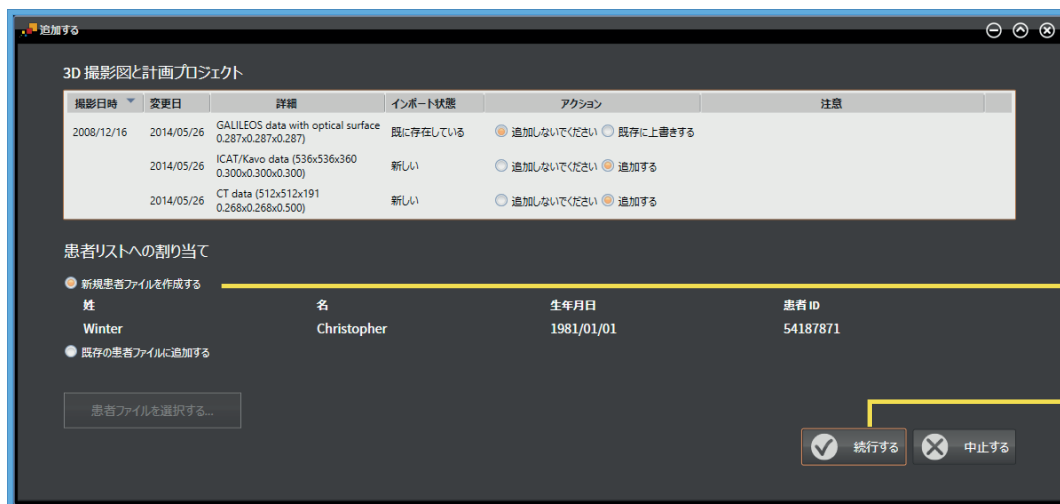 追加する
3D 撮影図と計画プロジェクト
撮影日時 変更日 詳細 インポート状態 アクション 注意
2008/12/16 2014/05/26 GALILEOS data with optical surface 既に存在している 追加しないでください 既存に上書きする
0.287x0.287x0.287)
2014/05/26 ICAT/Kavo data (536x536x360 新しい 追加しないでください 追加する
0.300x0.300x0.300)
2014/05/26 CT data (512x512x191 新しい 追加しないでください 追加する
0.268x0.268x0.500)
患者リストへの割り当て
新規患者ファイルを作成する
姓 名 生年月日 患者 ID
Winter Christopher 1981/01/01 54187871
既存の患者ファイルに追加する
患者ファイルを選択する...
続行する 中止する